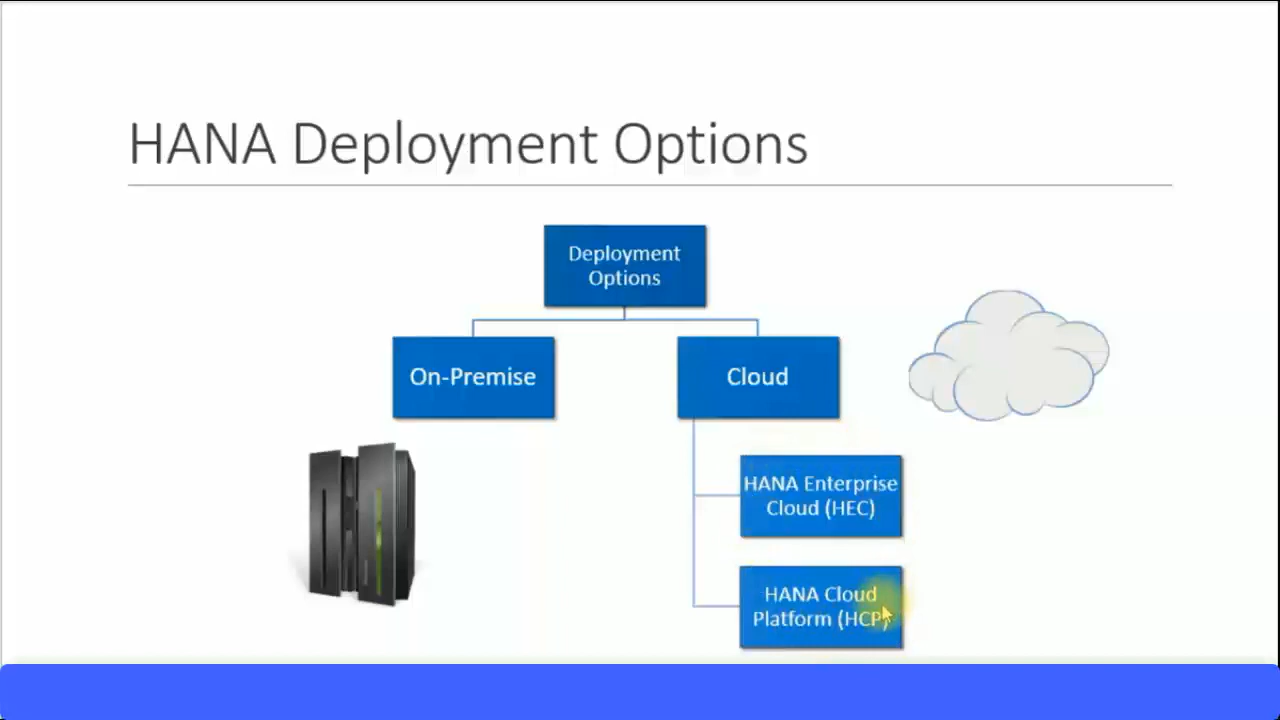 HANA Deployment Options
Deployment
Options
On-Premise
Cloud
HANA Enterprise
Cloud (HEC)
HANA Cloud
Platform (HCP)